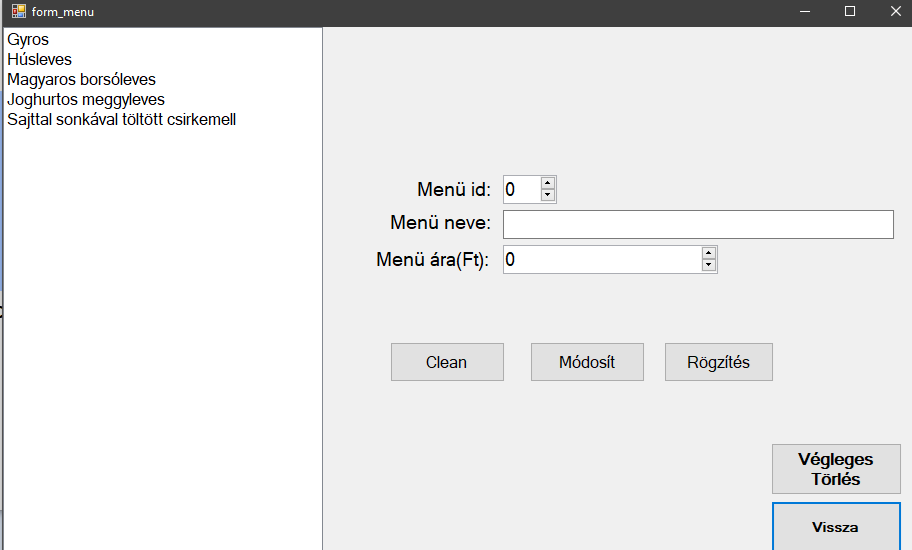 form_menu
Gyros
Húsleves
Magyaros borsóleves
Joghurtos meggyleves
Sajttal sonkával töltött csirkemell
Menü id: 0
Menü neve:
Menü ára(Ft): 0
Clean Módosít Rögzítés
Végleges
Törlés
Vissza